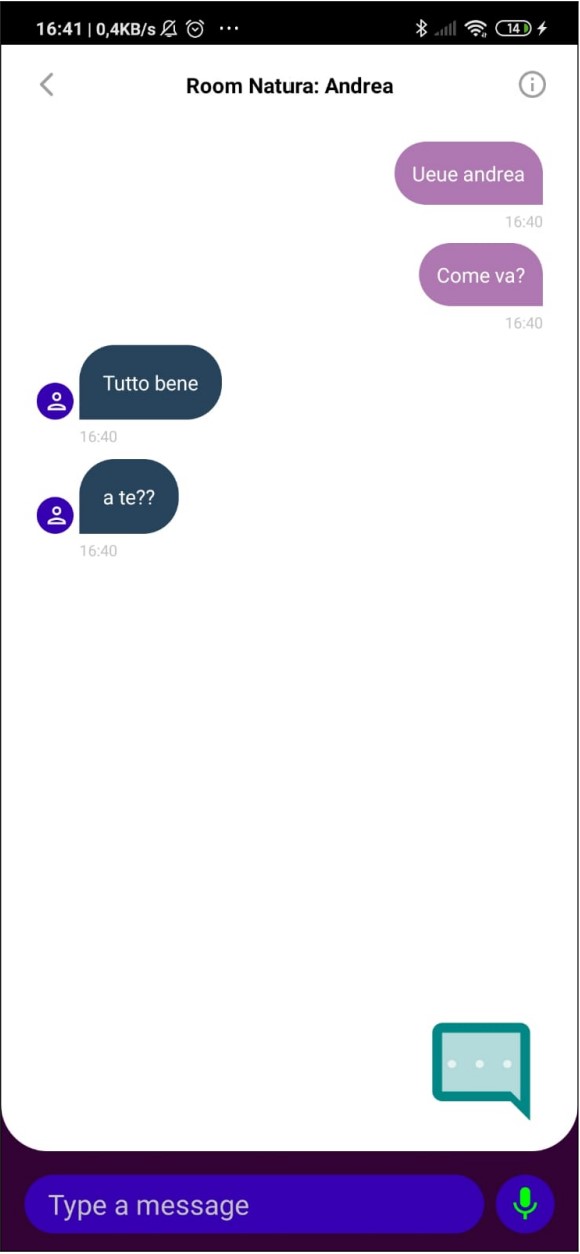 16:41 | 0,4KB/s ... 14
Room Natura: Andrea
Ueue andrea
16:40
Come va?
16:40
Tutto bene
16:40
a te??
16:40
Type a message